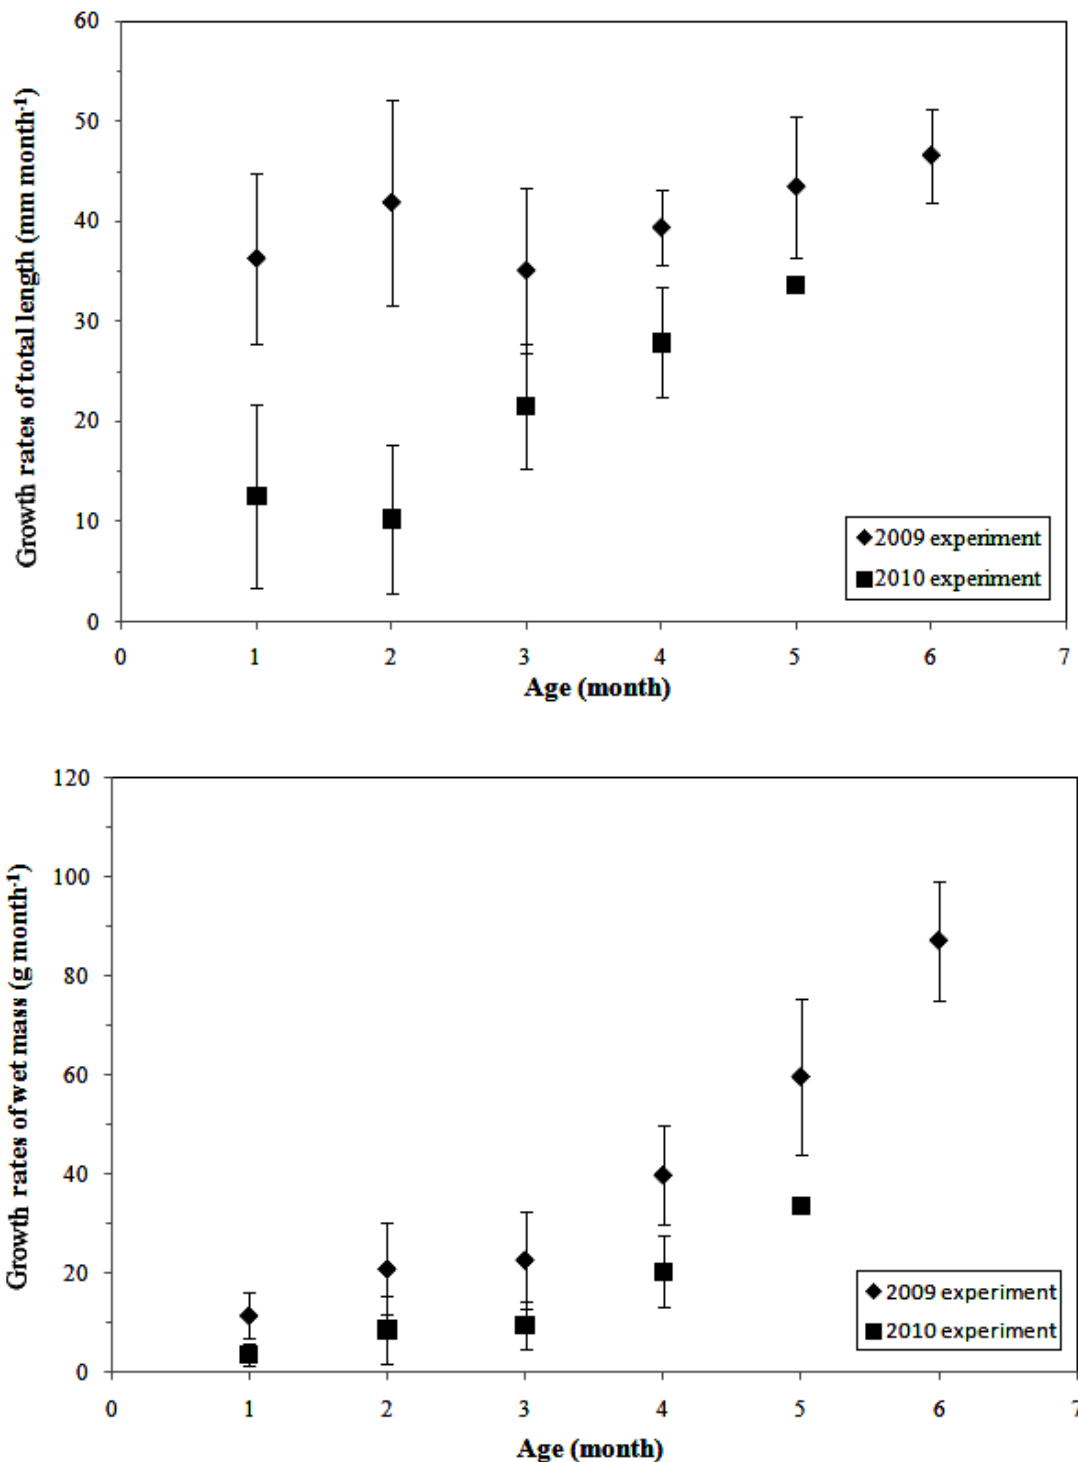 60
50
40
30
20
10
0
Growth rates of total length (mm month-1)
2009 experiment
2010 experiment
0 1 2 3 4 5 6 7
Age (month)
120
100
80
60
40
20
0
Growth rates of wet mass (g month-1)
2009 experiment
2010 experiment
0 1 2 3 4 5 6 7
Age (month)